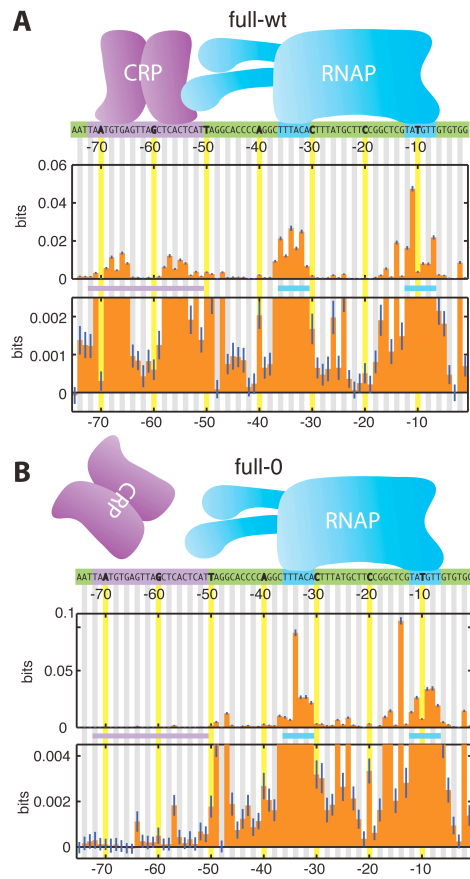 A
full-wt
CRP
RNAP
AATTAATGTGAGTTAGCTCACTCATTAGGCACCCCAGGCTTTACACTTTATGCTTCCGGCTCGTATGTTGTGTGG
-70 -60 -50 -40 -30 -20 -10
0.06
0.04
0.02
0
bits
0.002
0.001
0
bits
-70 -60 -50 -40 -30 -20 -10
B
full-0
CRP
RNAP
AATTAATGTGAGTTAGCTCACTCATTAGGCACCCCAGGCTTTACACTTTATGCTTCCGGCTCGTATGTTGTGTGG
-70 -60 -50 -40 -30 -20 -10
0.1
0.05
0
bits
0.004
0.002
0
bits
-70 -60 -50 -40 -30 -20 -10